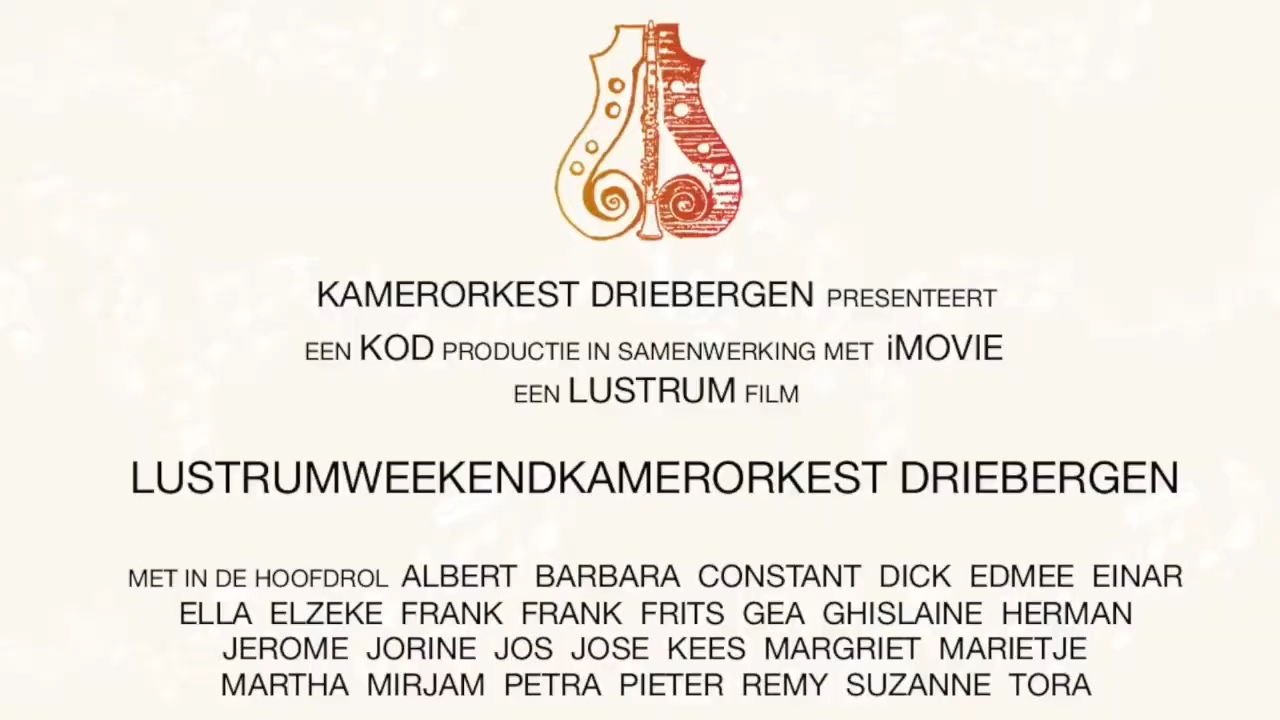 KAMERORKEST DRIEBERGEN PRESENTEERT
EEN KOD PRODUCTIE IN SAMENWERKING MET iMOVIE
EEN LUSTRUM FILM
LUSTRUMWEEKENDKAMERORKEST DRIEBERGEN
MET IN DE HOOFDROL ALBERT BARBARA CONSTANT DICK EDMEE EINAR
ELLA ELZEKE FRANK FRANK FRITS GEA GHISLAINE HERMAN
JEROME JORINE JOS JOSE KEES MARGRIET MARIETJE
MARTHA MIRJAM PETRA PIETER REMY SUZANNE TORA